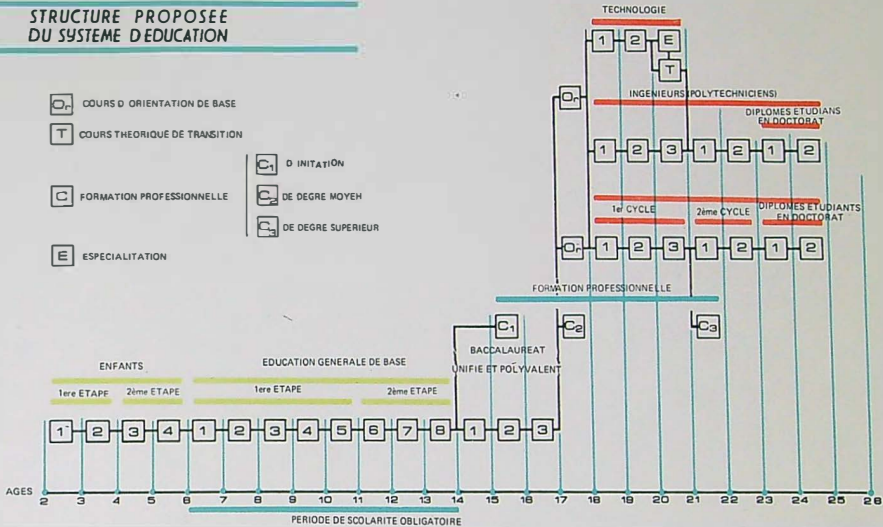 STRUCTURE PROPOSEE
DU SYSTEME D EDUCATION
Or COURS D ORIENTATION DE BASE
T COURS THEORIQUE DE TRANSITION
C FORMATION PROFESSIONNELLE
C1 D INITATION
C2 DE DEGRE MOYEH
C3 DE DEGRE SUPERIEUR
E ESPECIALITATION
TECHNOLOGIE
1 2 E
T
Or
INGENIEURS (POLYTECHNICIENS)
DIPLOMES ETUDIANS
EN DOCTORAT
1 2 3 1 2 1 2
1er CYCLE 2ème CYCLE DIPLOMES ETUDIANTS
EN DOCTORAT
Or 1 2 3 1 2 1 2
FORMATION PROFESSIONNELLE
C1 C2 C3
BACCALAUREAT
UNIFIE ET POLYVALENT
ENFANTS EDUCATION GENERALE DE BASE
1ere ETAPE 2ème ETAPE 1ere ETAPE 2ème ETAPE
1 2 3 4 1 2 3 4 5 6 7 8 1 2 3
AGES 2 3 4 5 6 7 8 9 10 11 12 13 14 15 16 17 18 19 20 21 22 23 24 25 26
PERIODE DE SCOLARITE OBLIGATOIRE